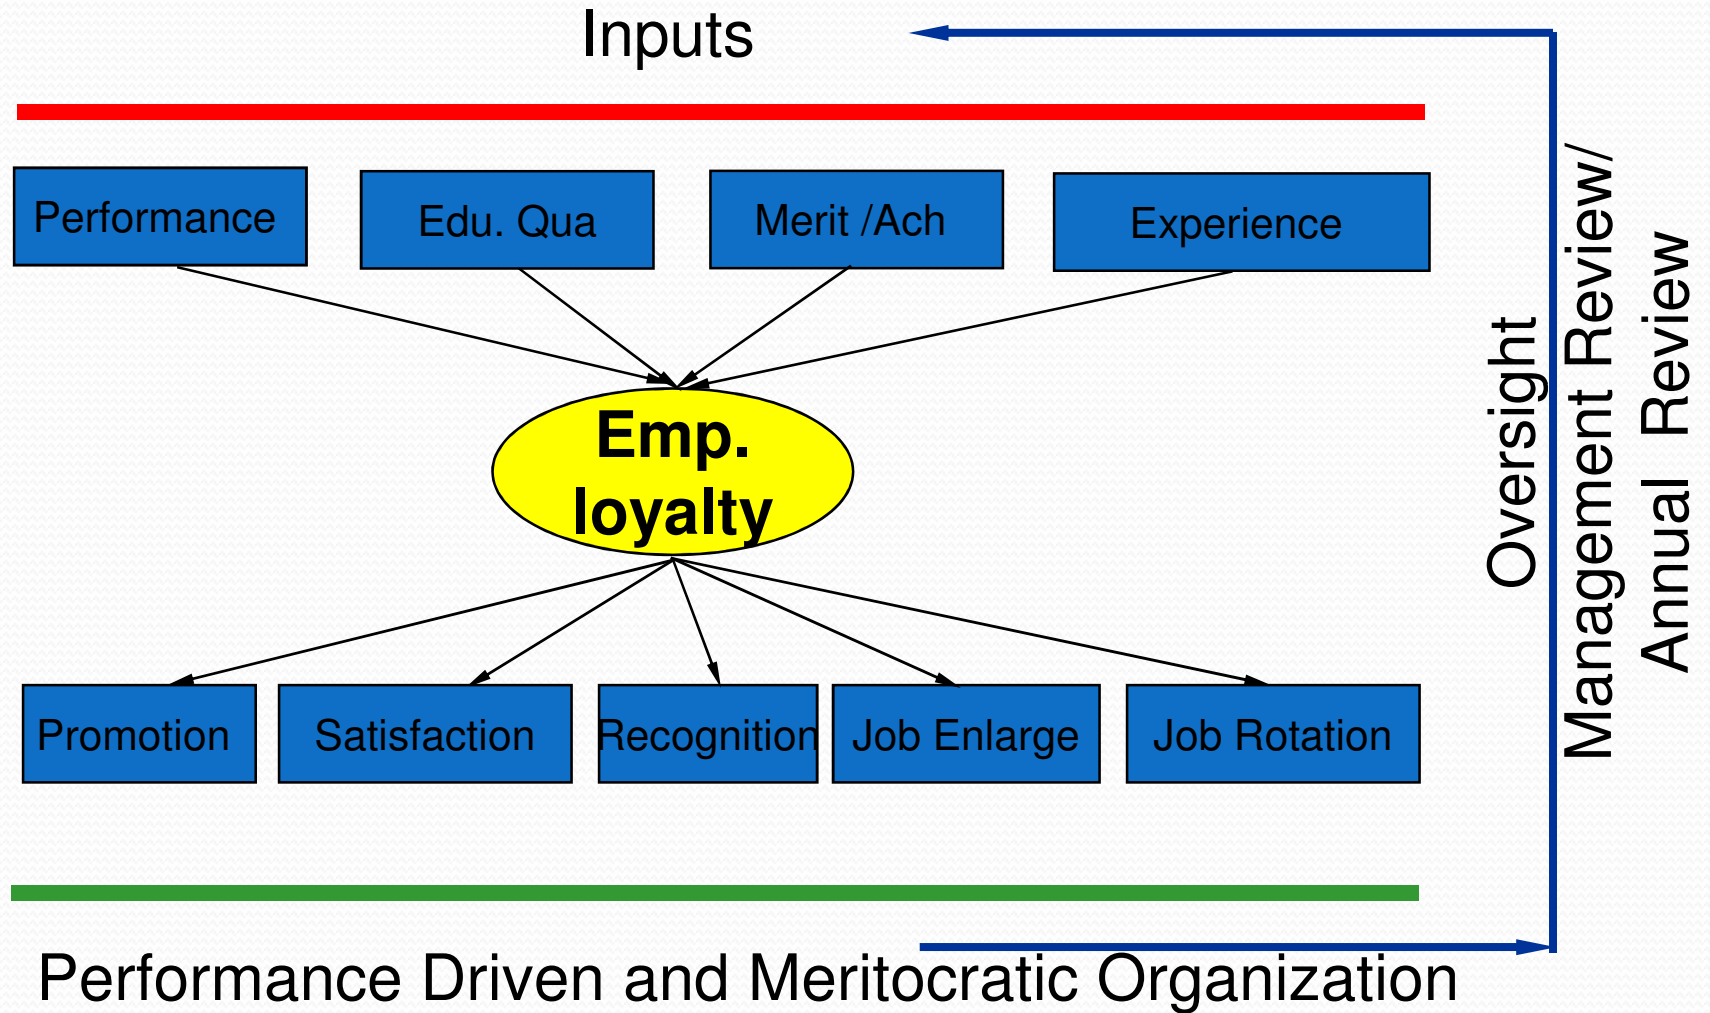 Inputs
Performance
Edu. Qua
Merit /Ach
Experience
Emp.
loyalty
Promotion
Satisfaction
Recognition
Job Enlarge
Job Rotation
Oversight
Management Review/
Annual Review
Performance Driven and Meritocratic Organization